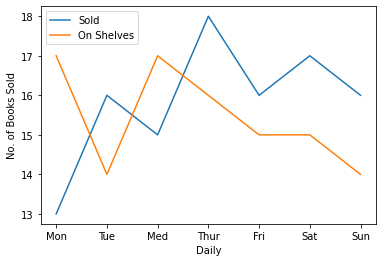 Sold
On Shelves
No. of Books Sold
18
17
16
15
14
13
Mon Tue Wed Thur Fri Sat Sun
Daily